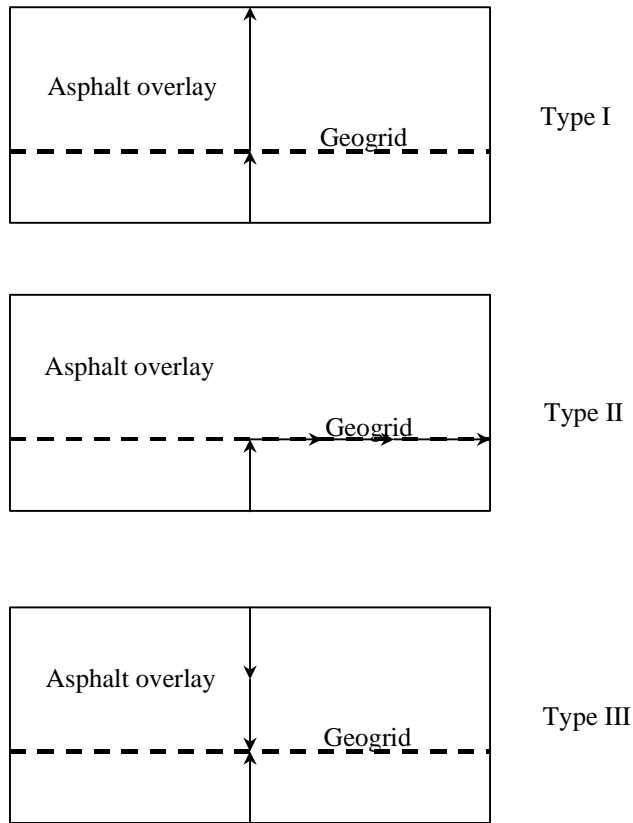 Asphalt overlay
Geogrid
Type I
Asphalt overlay
Geogrid
Type II
Asphalt overlay
Geogrid
Type III